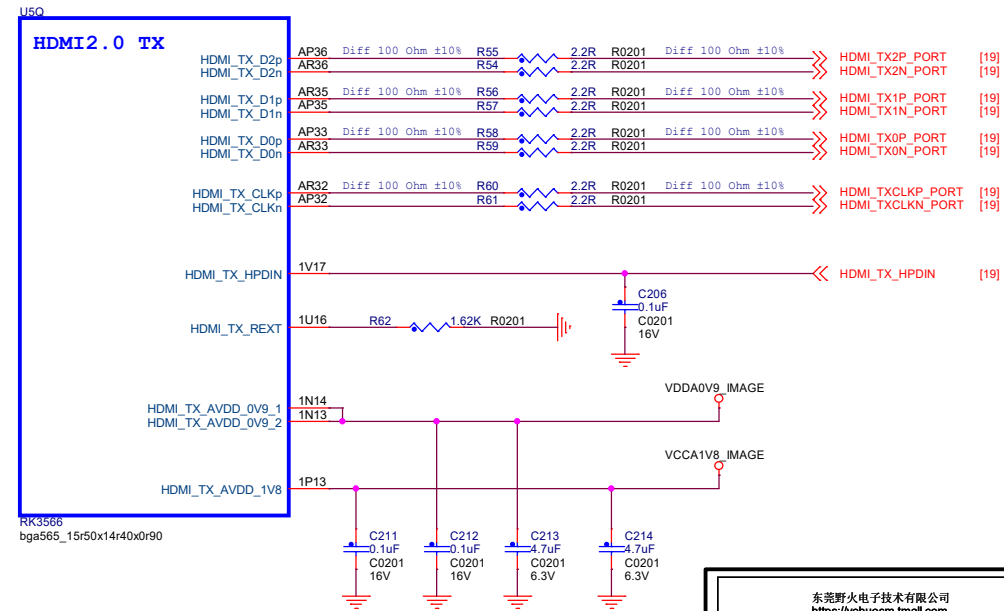 U5Q
HDMI2.0 TX
HDMI_TX_D2p AP36 Diff 100 Ohm ±10% R55 2.2R R0201 Diff 100 Ohm ±10% HDMI_TX2P_PORT [19]
HDMI_TX_D2n AR36 R54 2.2R R0201 HDMI_TX2N_PORT [19]
HDMI_TX_D1p AR35 Diff 100 Ohm ±10% R56 2.2R R0201 Diff 100 Ohm ±10% HDMI_TX1P_PORT [19]
HDMI_TX_D1n AP35 R57 2.2R R0201 HDMI_TX1N_PORT [19]
HDMI_TX_D0p AP33 Diff 100 Ohm ±10% R58 2.2R R0201 Diff 100 Ohm ±10% HDMI_TX0P_PORT [19]
HDMI_TX_D0n AR33 R59 2.2R R0201 HDMI_TX0N_PORT [19]
HDMI_TX_CLKp AR32 Diff 100 Ohm ±10% R60 2.2R R0201 Diff 100 Ohm ±10% HDMI_TXCLKP_PORT [19]
HDMI_TX_CLKn AP32 R61 2.2R R0201 HDMI_TXCLKN_PORT [19]
HDMI_TX_HPDIN 1V17 HDMI_TX_HPDIN [19]
C206
0.1uF
C0201
16V
HDMI_TX_REXT 1U16 R62 1.62K R0201
VDDA0V9_IMAGE
HDMI_TX_AVDD_0V9_1 1N14
HDMI_TX_AVDD_0V9_2 1N13
VCCA1V8_IMAGE
HDMI_TX_AVDD_1V8 1P13
RK3566
bga565_15r50x14r40x0r90
C211 C212 C213 C214
0.1uF 0.1uF 4.7uF 4.7uF
C0201 C0201 C0201 C0201
16V 16V 6.3V 6.3V
东莞野火电子技术有限公司
https://yehuosm.tmall.com